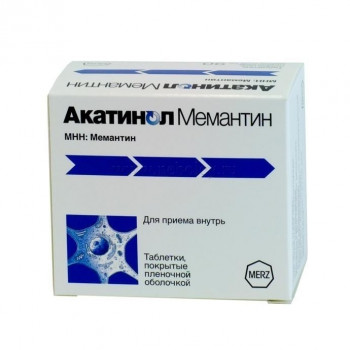 Акатинол Мемантин
МНН: Мемантин
Для приема внутрь
Таблетки,
покрытые
пленочной
оболочкой
MERZ